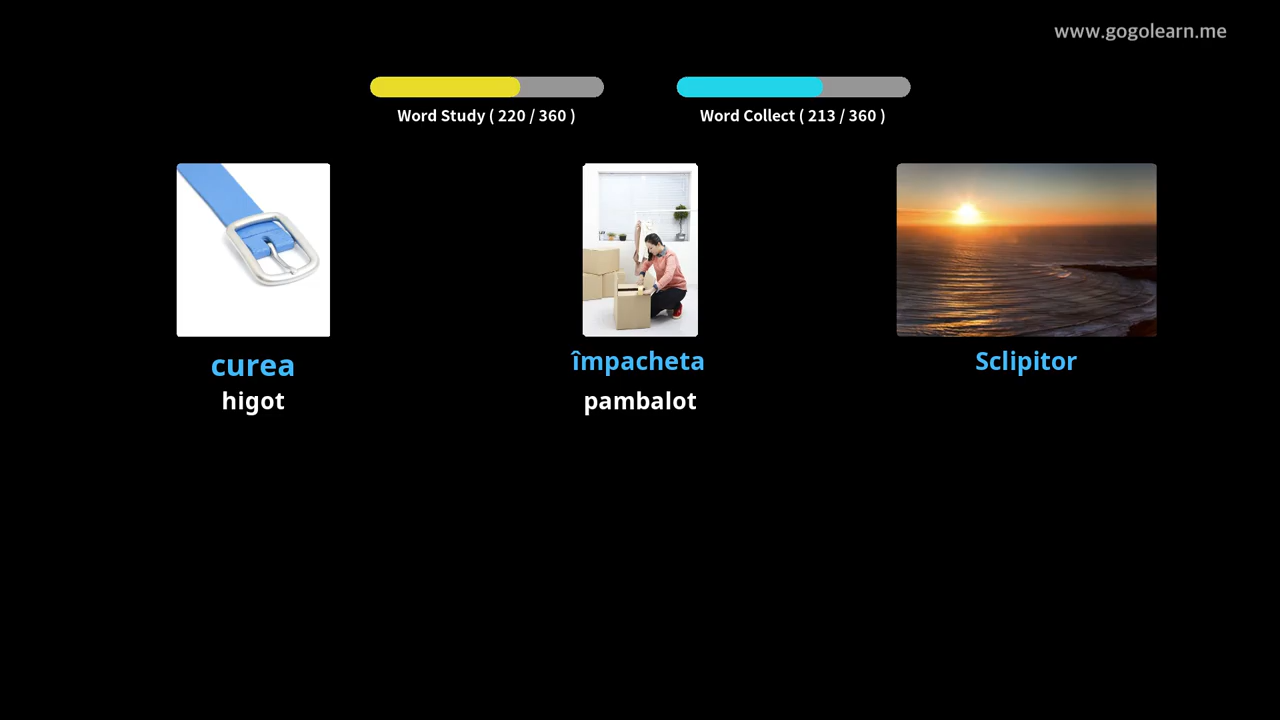 www.gogolearn.me
Word Study ( 220 / 360 )
Word Collect ( 213 / 360 )
curea
higot
împacheta
pambalot
Sclipitor